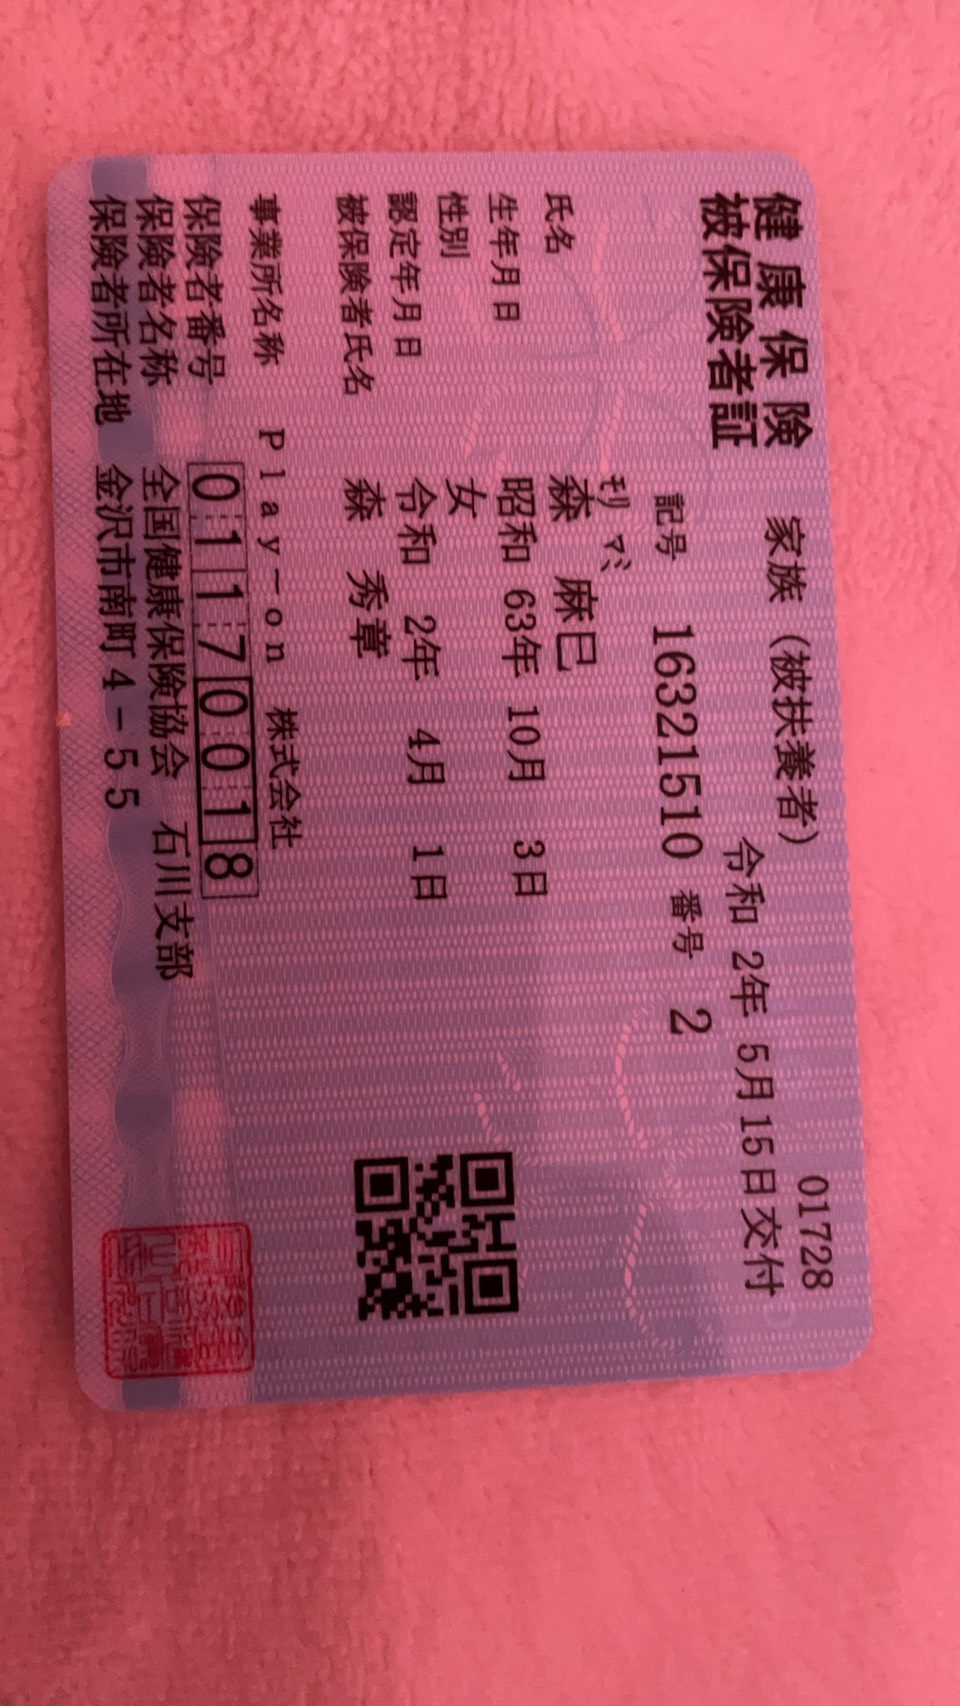 健康保険 家族（被扶養者） 01728
被保険者証 令和 2年 5月15日交付
記号 16321510 番号 2
ﾓﾘ ﾏﾐ
氏名 森 麻巳
生年月日 昭和 63年 10月 3日
性別 女
認定年月日 令和 2年 4月 1日
被保険者氏名 森 秀章
事業所名称 Play－on 株式会社
保険者番号 01170018
保険者名称 全国健康保険協会 石川支部
保険者所在地 金沢市南町4－55